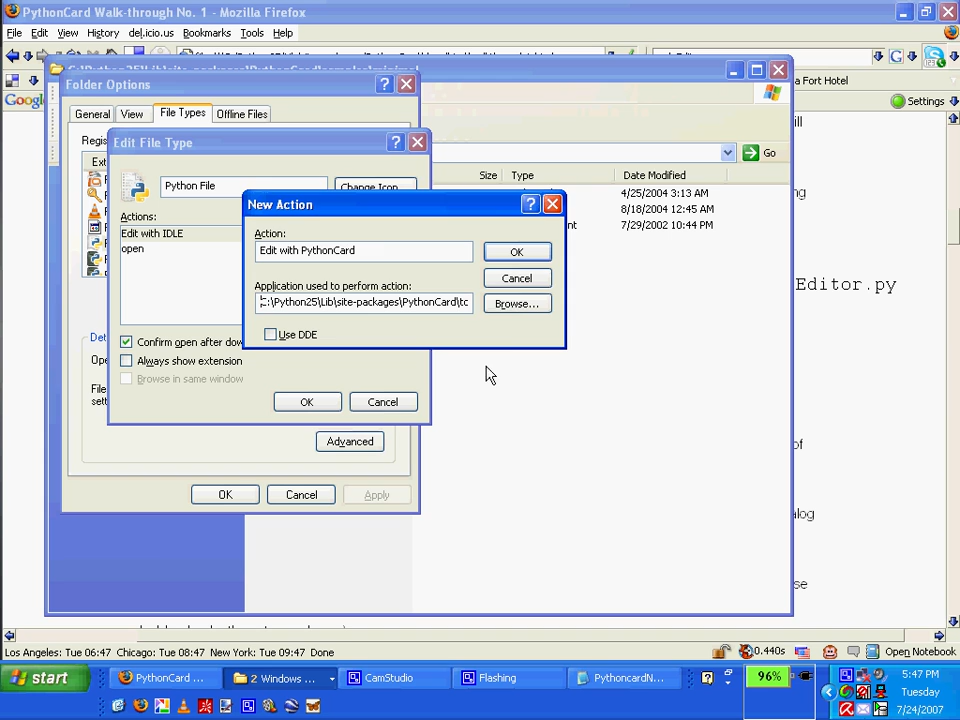 PythonCard Walk-through No. 1 - Mozilla Firefox
File Edit View History del.icio.us Bookmarks Tools Help
a Fort Hotel
Settings
Folder Options
General View File Types Offline Files
Go
Size Type Date Modified
4/25/2004 3:13 AM
8/18/2004 12:45 AM
nt 7/29/2002 10:44 PM
Edit File Type
Python File
Change Icon...
Actions:
Edit with IDLE
open
New Action
Action:
Edit with PythonCard
OK
Cancel
Application used to perform action:
:\Python25\Lib\site-packages\PythonCard\tc
Browse...
Use DDE
Editor.py
Confirm open after dow
Always show extension
Browse in same window
OK Cancel
Advanced
OK Cancel Apply
of
alog
se
Los Angeles: Tue 06:47 Chicago: Tue 08:47 New York: Tue 09:47 Done
0.440s
Open Notebook
start
PythonCard ...
2 Windows ...
CamStudio
Flashing
PythoncardN...
96%
5:47 PM
Tuesday
7/24/2007